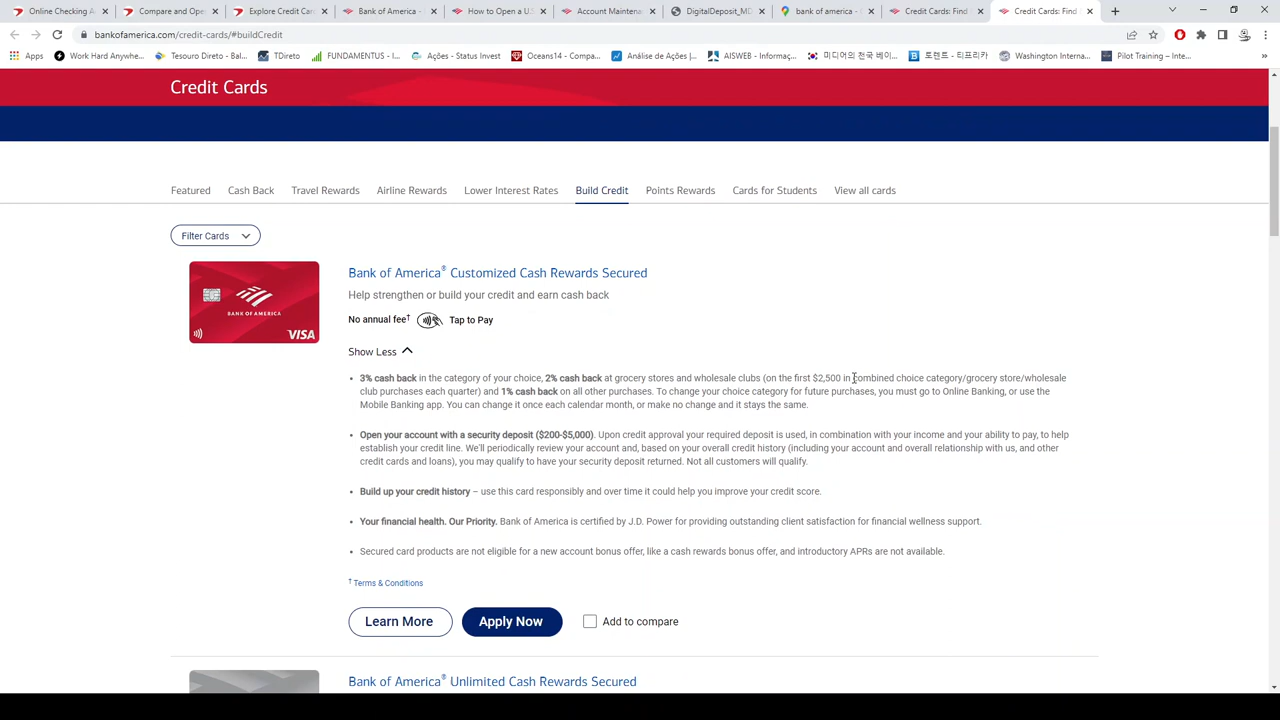 Online Checking A
Compare and Ope
Explore Credit Car
Bank of America -
How to Open a U.S
Account Maintena
DigitalDeposit_MD
bank of america -
Credit Cards: Find
Credit Cards: Find
bankofamerica.com/credit-cards/#buildCredit
Apps
Work Hard Anywhe...
Tesouro Direto - Bal...
TDireto
FUNDAMENTUS - I...
Ações - Status Invest
Oceans14 - Compa...
Análise de Ações |...
AISWEB - Informaç...
미디어의 천국 베이...
토렌트 - 티프리카
Washington Interna...
Pilot Training – Inte...
Credit Cards
Featured
Cash Back
Travel Rewards
Airline Rewards
Lower Interest Rates
Build Credit
Points Rewards
Cards for Students
View all cards
Filter Cards
BANK OF AMERICA
VISA
Bank of America® Customized Cash Rewards Secured
Help strengthen or build your credit and earn cash back
No annual fee†
Tap to Pay
Show Less
• 3% cash back in the category of your choice, 2% cash back at grocery stores and wholesale clubs (on the first $2,500 in combined choice category/grocery store/wholesale
club purchases each quarter) and 1% cash back on all other purchases. To change your choice category for future purchases, you must go to Online Banking, or use the
Mobile Banking app. You can change it once each calendar month, or make no change and it stays the same.
• Open your account with a security deposit ($200-$5,000). Upon credit approval your required deposit is used, in combination with your income and your ability to pay, to help
establish your credit line. We'll periodically review your account and, based on your overall credit history (including your account and overall relationship with us, and other
credit cards and loans), you may qualify to have your security deposit returned. Not all customers will qualify.
• Build up your credit history – use this card responsibly and over time it could help you improve your credit score.
• Your financial health. Our Priority. Bank of America is certified by J.D. Power for providing outstanding client satisfaction for financial wellness support.
• Secured card products are not eligible for a new account bonus offer, like a cash rewards bonus offer, and introductory APRs are not available.
† Terms & Conditions
Learn More
Apply Now
Add to compare
Bank of America® Unlimited Cash Rewards Secured